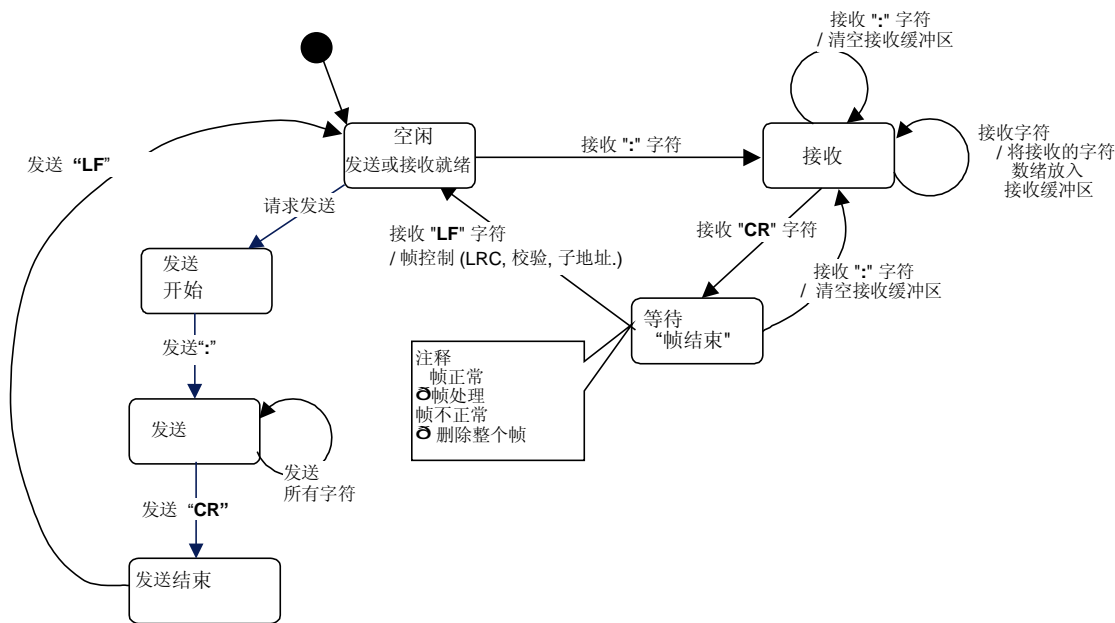 接收 ":" 字符
/ 清空接收缓冲区
空闲
发送或接收就绪
接收 ":" 字符
接收
接收字符
/ 将接收的字符
数绪放入
接收缓冲区
发送 “LF”
请求发送
接收 "LF" 字符
/ 帧控制 (LRC, 校验, 子地址.)
接收 "CR" 字符
接收 ":" 字符
/ 清空接收缓冲区
发送
开始
等待
“帧结束"
发送“:”
注释
帧正常
ð帧处理
帧不正常
ð 删除整个帧
发送
发送
所有字符
发送 “CR”
发送结束